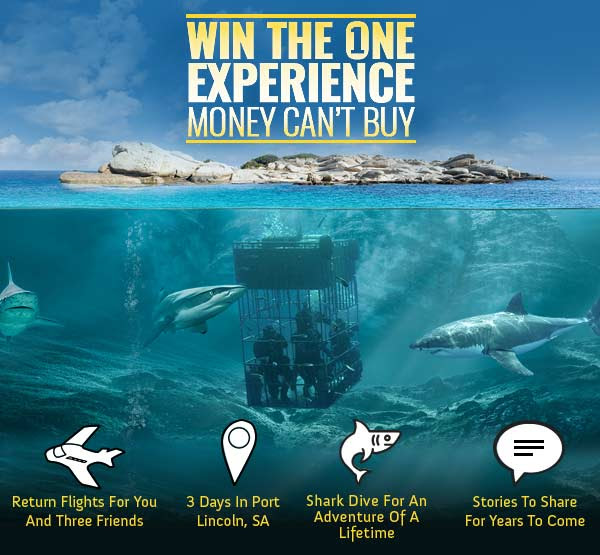 WIN THE ONE
EXPERIENCE
MONEY CAN'T BUY
Return Flights For You
And Three Friends
3 Days In Port
Lincoln, SA
Shark Dive For An
Adventure Of A
Lifetime
Stories To Share
For Years To Come